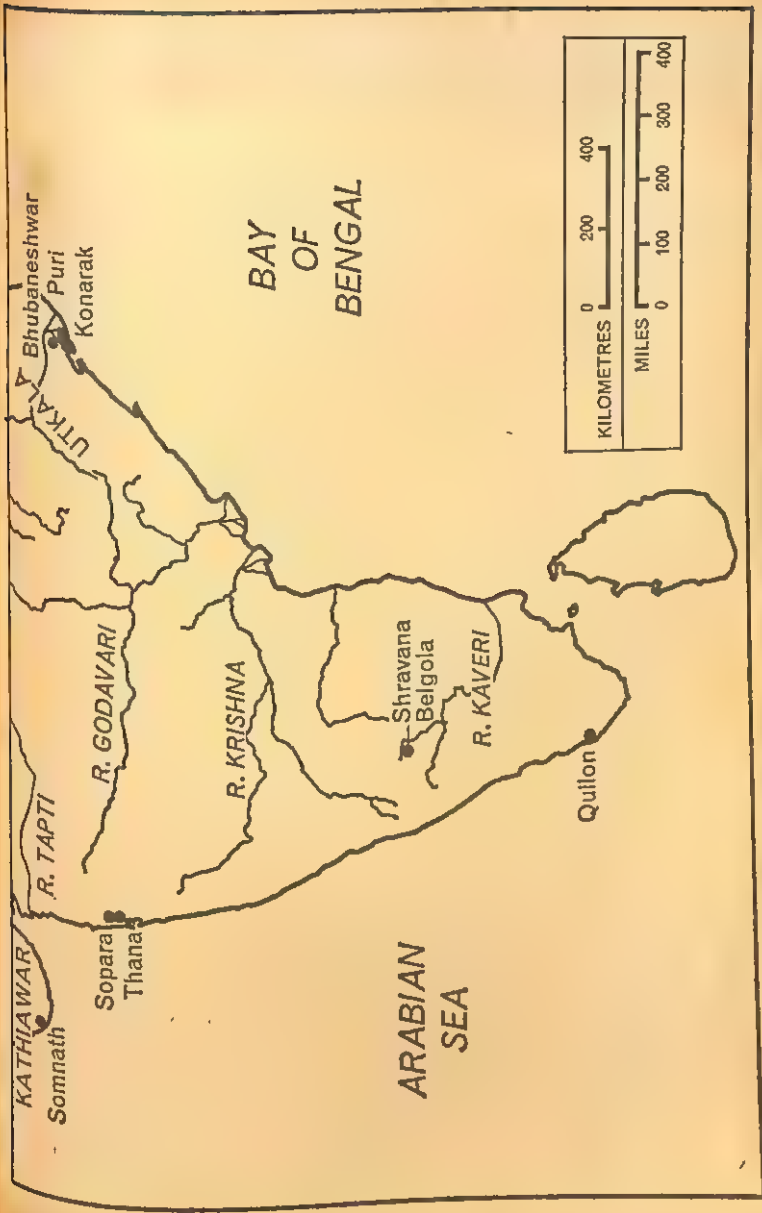 KATHIAWAR
Somnath
R. TAPTI
Sopara
Thana
R. GODAVARI
R. KRISHNA
UTKALA
Bhubaneshwar
Puri
Konarak
BAY
OF
BENGAL
ARABIAN
SEA
Shravana
Belgola
R. KAVERI
Quilon
KILOMETRES 0 200 400
MILES 0 100 200 300 400